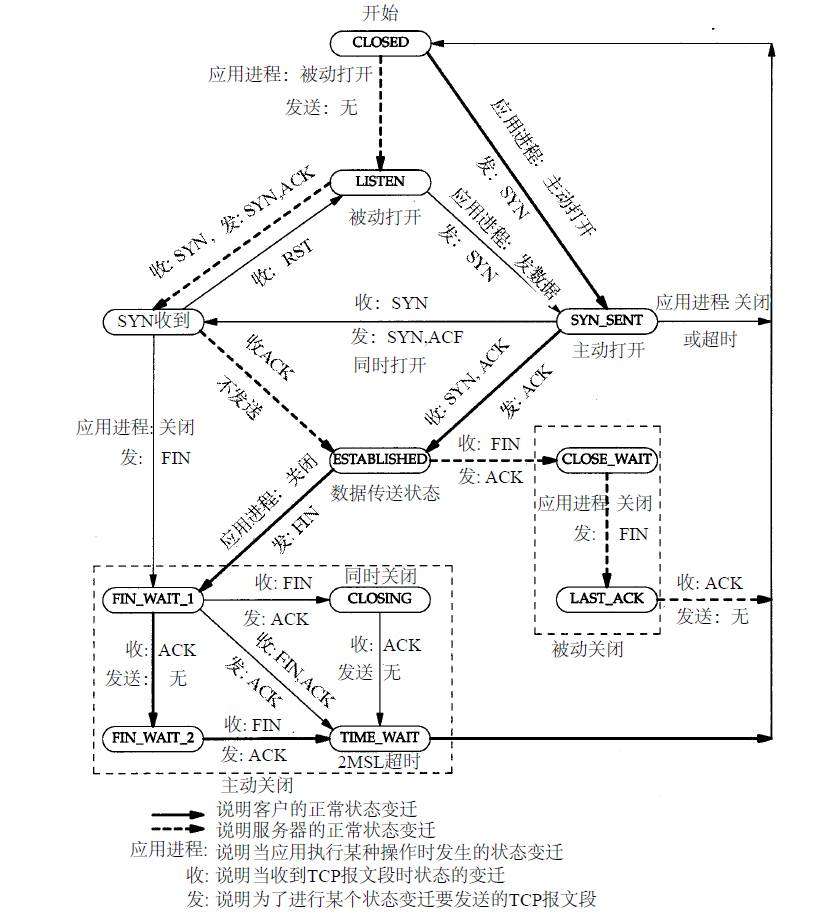 开始
CLOSED
应用进程：被动打开
发送：无
应用进程：主动打开
发：SYN
LISTEN
被动打开
收: SYN，发: SYN,ACK
收: RST
应用进程：发数据
发：SYN
SYN收到
收：SYN
发：SYN,ACF
同时打开
SYN_SENT
主动打开
应用进程:关闭
或超时
收ACK
不发送
收: SYN, ACK
发: ACK
应用进程:关闭
发: FIN
ESTABLISHED
数据传送状态
收: FIN
发: ACK
CLOSE_WAIT
应用进程:关闭
发: FIN
LAST_ACK
收: ACK
发送: 无
被动关闭
应用进程：关闭
发: FIN
FIN_WAIT_1
收: FIN
发: ACK
同时关闭
CLOSING
收: ACK
发送: 无
收: FIN,ACK
发: ACK
收: ACK
发送 无
FIN_WAIT_2
收: FIN
发: ACK
TIME_WAIT
2MSL超时
主动关闭
说明客户的正常状态变迁
说明服务器的正常状态变迁
应用进程: 说明当应用执行某种操作时发生的状态变迁
收: 说明当收到TCP报文段时状态的变迁
发: 说明为了进行某个状态变迁要发送的TCP报文段